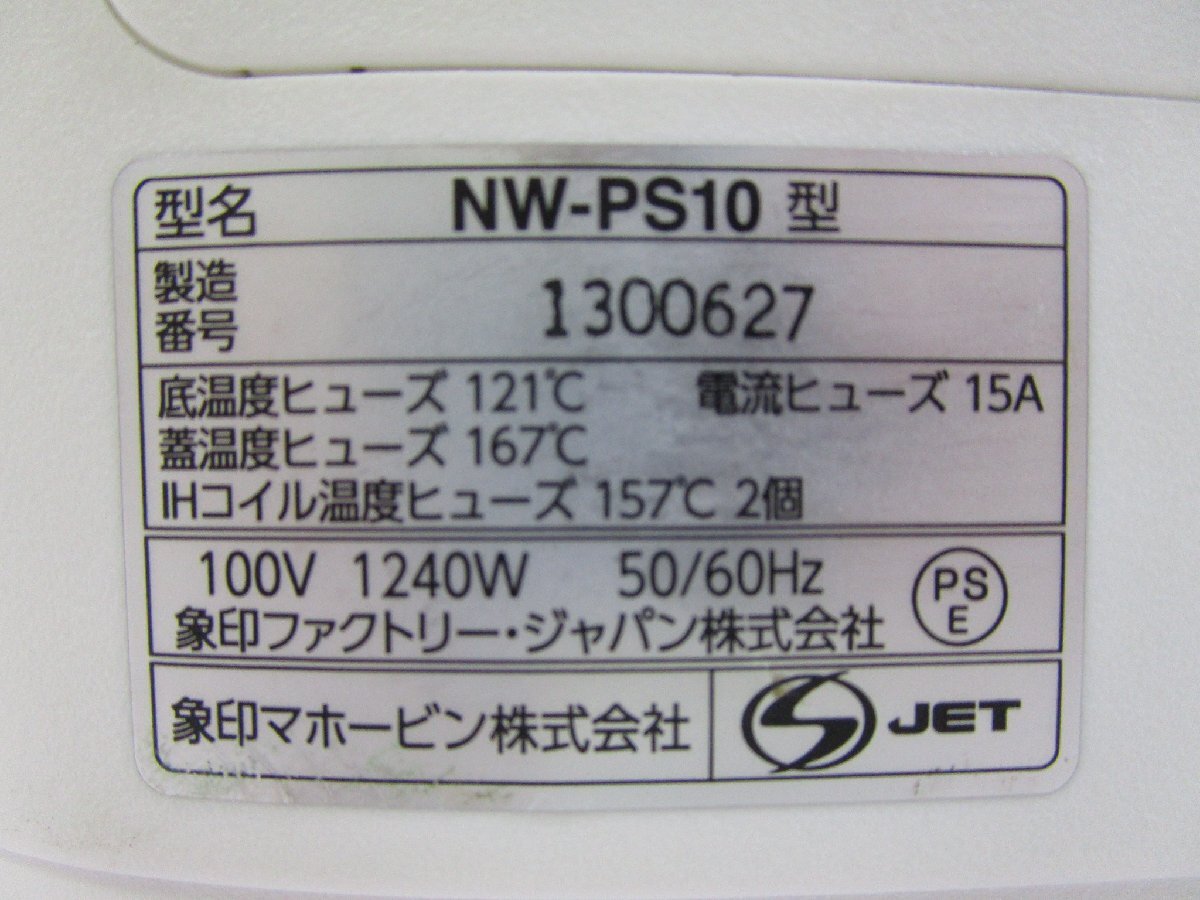 型名 NW-PS10 型
製造番号 1300627
底温度ヒューズ 121℃ 電流ヒューズ 15A
蓋温度ヒューズ 167℃
IHコイル温度ヒューズ 157℃ 2個
100V 1240W 50/60Hz
PS
E
象印ファクトリー・ジャパン株式会社
象印マホービン株式会社
S JET